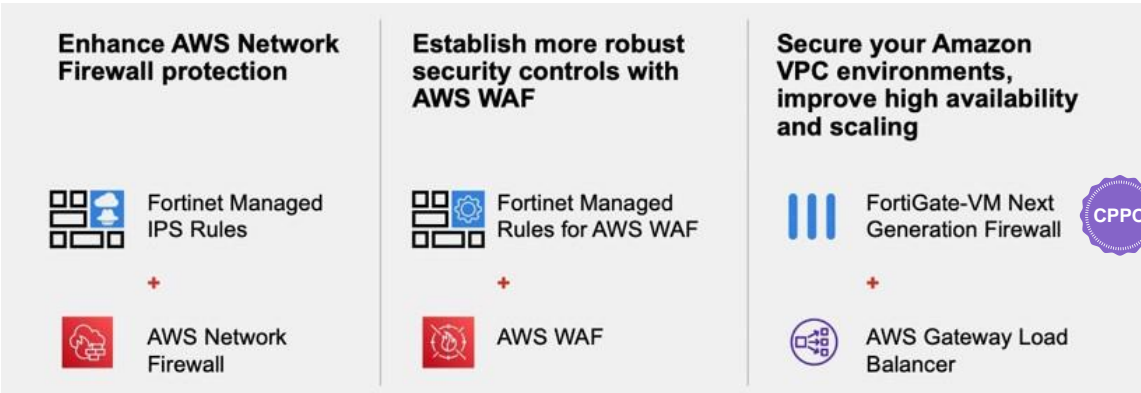 Enhance AWS Network
Firewall protection
Fortinet Managed
IPS Rules
+
AWS Network
Firewall
Establish more robust
security controls with
AWS WAF
Fortinet Managed
Rules for AWS WAF
+
AWS WAF
Secure your Amazon
VPC environments,
improve high availability
and scaling
FortiGate-VM Next
Generation Firewall
CPPO
+
AWS Gateway Load
Balancer